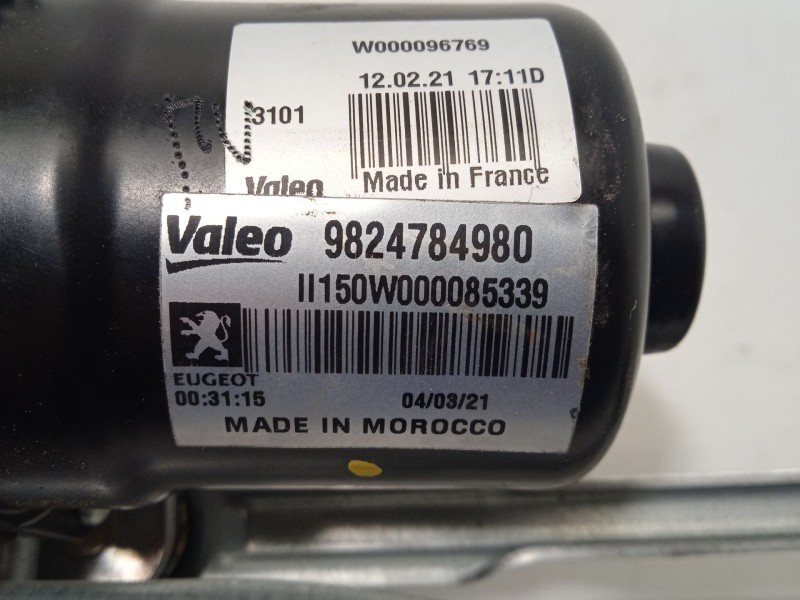 W000096769
12.02.21 17:11D
3101
Valeo
Made in France
Valeo 9824784980
II150W000085339
EUGEOT
00:31:15 04/03/21
MADE IN MOROCCO